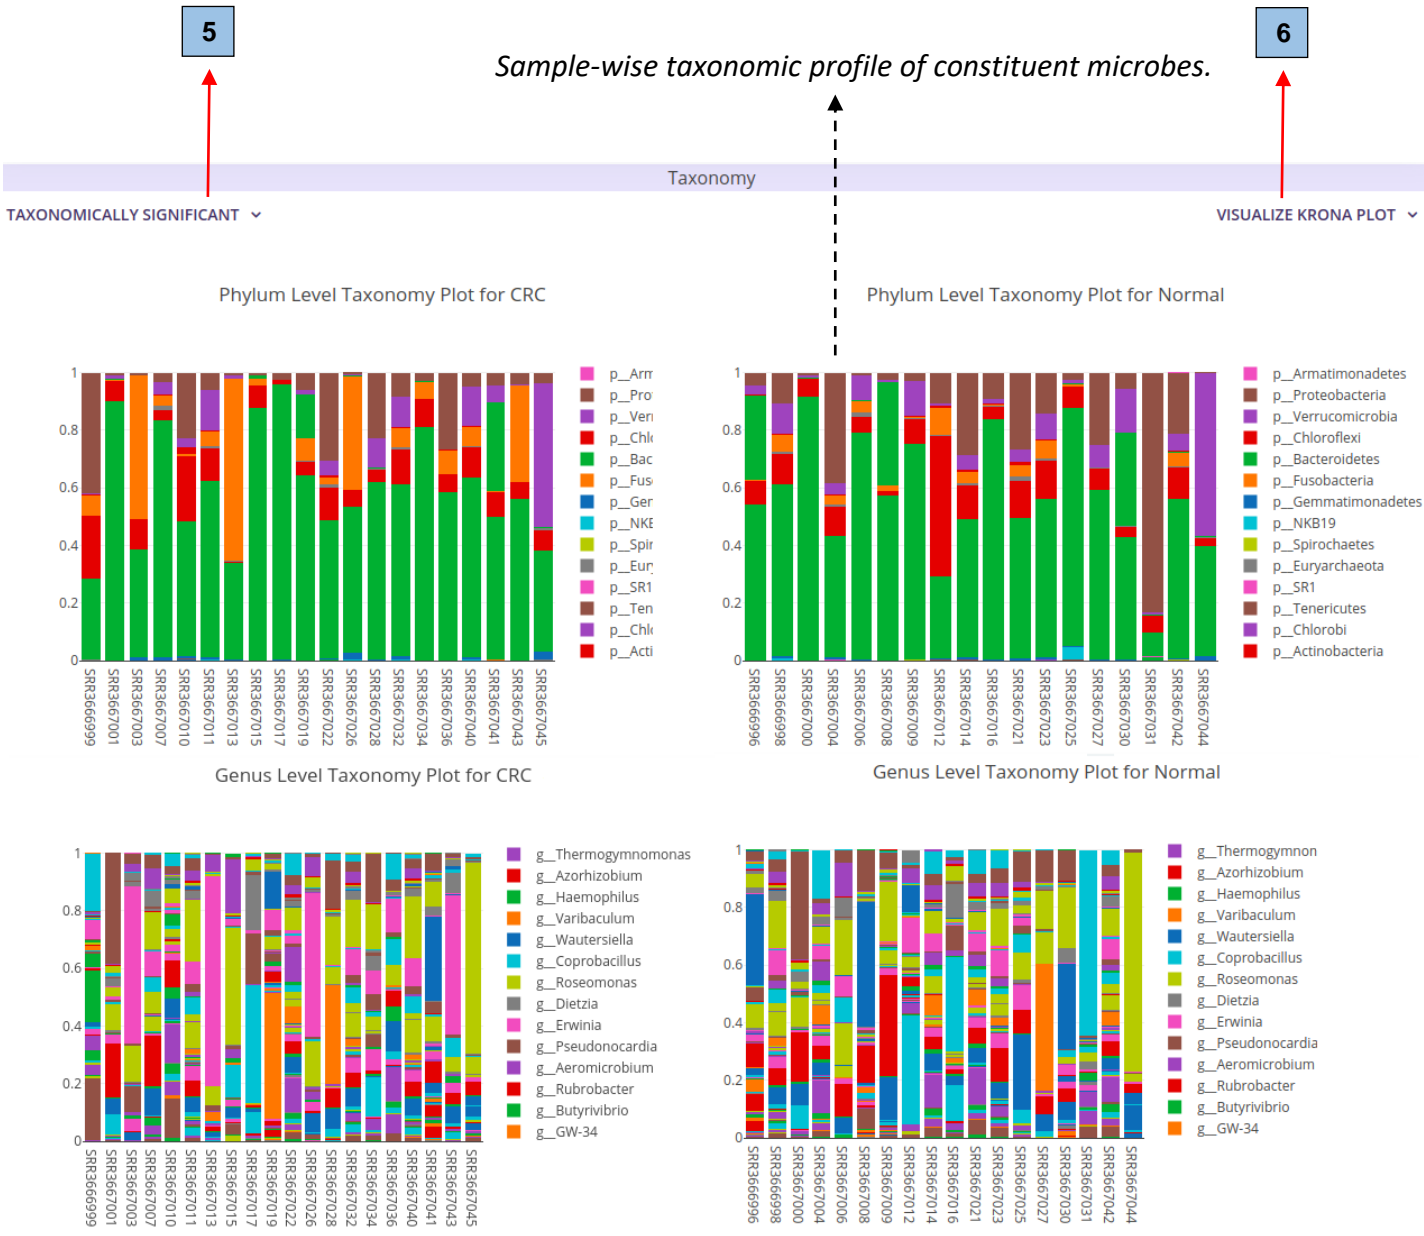 5
6
Sample-wise taxonomic profile of constituent microbes.
Taxonomy
TAXONOMICALLY SIGNIFICANT
VISUALIZE KRONA PLOT
Phylum Level Taxonomy Plot for CRC
1
0.8
0.6
0.4
0.2
0
SRR3666999
SRR3667001
SRR3667003
SRR3667007
SRR3667010
SRR3667011
SRR3667013
SRR3667015
SRR3667017
SRR3667019
SRR3667022
SRR3667026
SRR3667028
SRR3667032
SRR3667034
SRR3667040
SRR3667041
SRR3667043
SRR3667045
p__Arm
p__Pro
p__Ver
p__Chlo
p__Bac
p__Fus
p__Ger
p__NKE
p__Spir
p__Eury
p__SR1
p__Ten
p__Chlo
p__Acti
Phylum Level Taxonomy Plot for Normal
1
0.8
0.6
0.4
0.2
0
SRR3666996
SRR3666998
SRR3667000
SRR3667004
SRR3667006
SRR3667008
SRR3667009
SRR3667012
SRR3667014
SRR3667016
SRR3667021
SRR3667023
SRR3667025
SRR3667027
SRR3667030
SRR3667031
SRR3667042
SRR3667044
p__Armatimonadetes
p__Proteobacteria
p__Verrucomicrobia
p__Chloroflexi
p__Bacteroidetes
p__Fusobacteria
p__Gemmatimonadetes
p__NKB19
p__Spirochaetes
p__Euryarchaeota
p__SR1
p__Tenericutes
p__Chlorobi
p__Actinobacteria
Genus Level Taxonomy Plot for CRC
1
0.8
0.6
0.4
0.2
0
SRR3666999
SRR3667001
SRR3667003
SRR3667007
SRR3667010
SRR3667011
SRR3667013
SRR3667015
SRR3667017
SRR3667019
SRR3667022
SRR3667026
SRR3667028
SRR3667032
SRR3667034
SRR3667036
SRR3667040
SRR3667041
SRR3667043
SRR3667045
g__Thermogymnomonas
g__Azorhizobium
g__Haemophilus
g__Varibaculum
g__Wautersiella
g__Coprobacillus
g__Roseomonas
g__Dietzia
g__Erwinia
g__Pseudonocardia
g__Aeromicrobium
g__Rubrobacter
g__Butyrivibrio
g__GW-34
Genus Level Taxonomy Plot for Normal
1
0.8
0.6
0.4
0.2
0
SRR3666996
SRR3666998
SRR3667000
SRR3667004
SRR3667006
SRR3667008
SRR3667009
SRR3667012
SRR3667014
SRR3667016
SRR3667021
SRR3667023
SRR3667025
SRR3667027
SRR3667030
SRR3667031
SRR3667042
SRR3667044
g__Thermogymnon
g__Azorhizobium
g__Haemophilus
g__Varibaculum
g__Wautersiella
g__Coprobacillus
g__Roseomonas
g__Dietzia
g__Erwinia
g__Pseudonocardia
g__Aeromicrobium
g__Rubrobacter
g__Butyrivibrio
g__GW-34